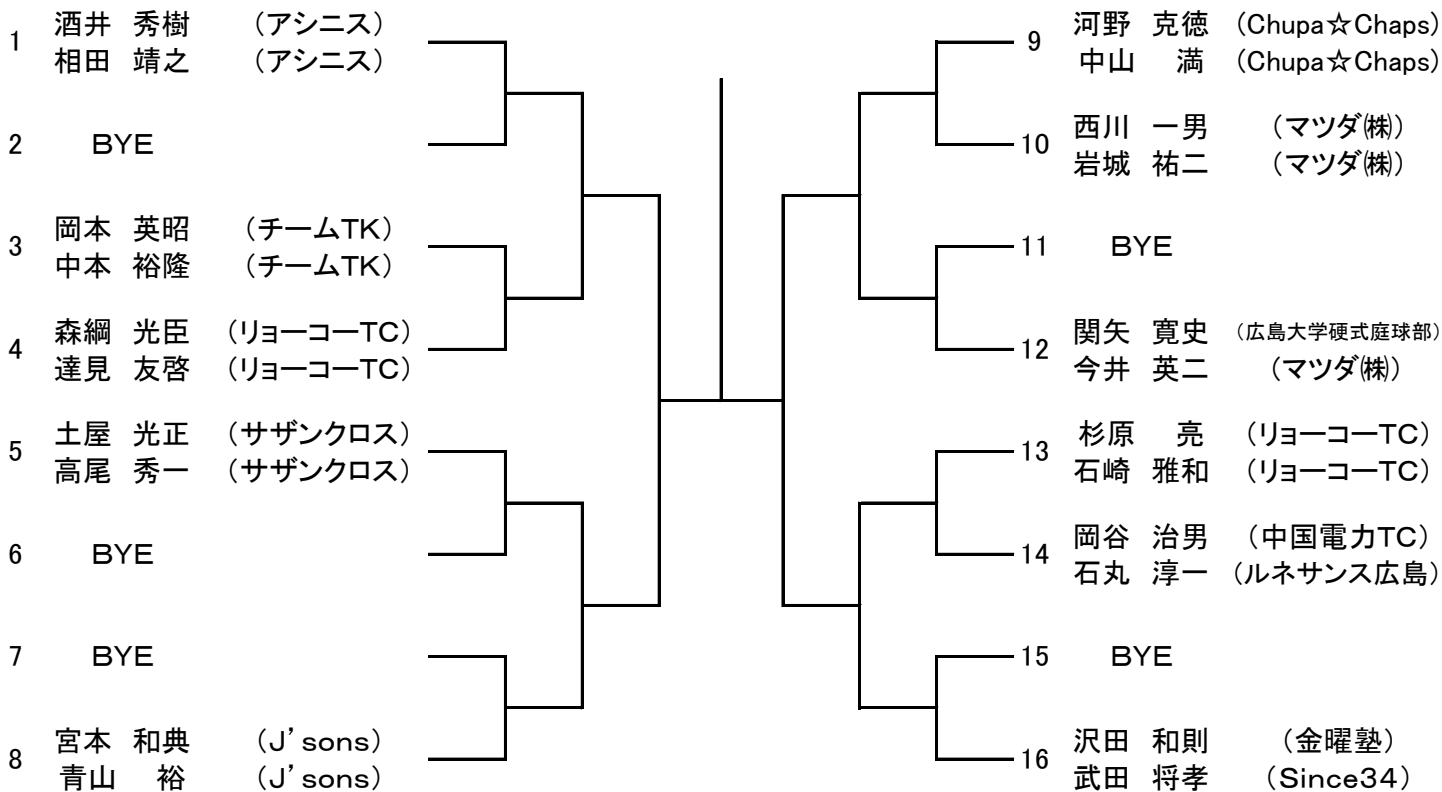 1 酒井 秀樹 (アシニス)
相田 靖之 (アシニス)
2 BYE
3 岡本 英昭 (チームTK)
中本 裕隆 (チームTK)
4 森綱 光臣 (リョーコーTC)
達見 友啓 (リョーコーTC)
5 土屋 光正 (サザンクロス)
高尾 秀一 (サザンクロス)
6 BYE
7 BYE
8 宮本 和典 (J'sons)
青山 裕 (J'sons)
9 河野 克徳 (Chupa☆Chaps)
中山 満 (Chupa☆Chaps)
10 西川 一男 (マツダ㈱)
岩城 祐二 (マツダ㈱)
11 BYE
12 関矢 寛史 (広島大学硬式庭球部)
今井 英二 (マツダ㈱)
13 杉原 亮 (リョーコーTC)
石崎 雅和 (リョーコーTC)
14 岡谷 治男 (中国電力TC)
石丸 淳一 (ルネサンス広島)
15 BYE
16 沢田 和則 (金曜塾)
武田 将孝 (Since34)